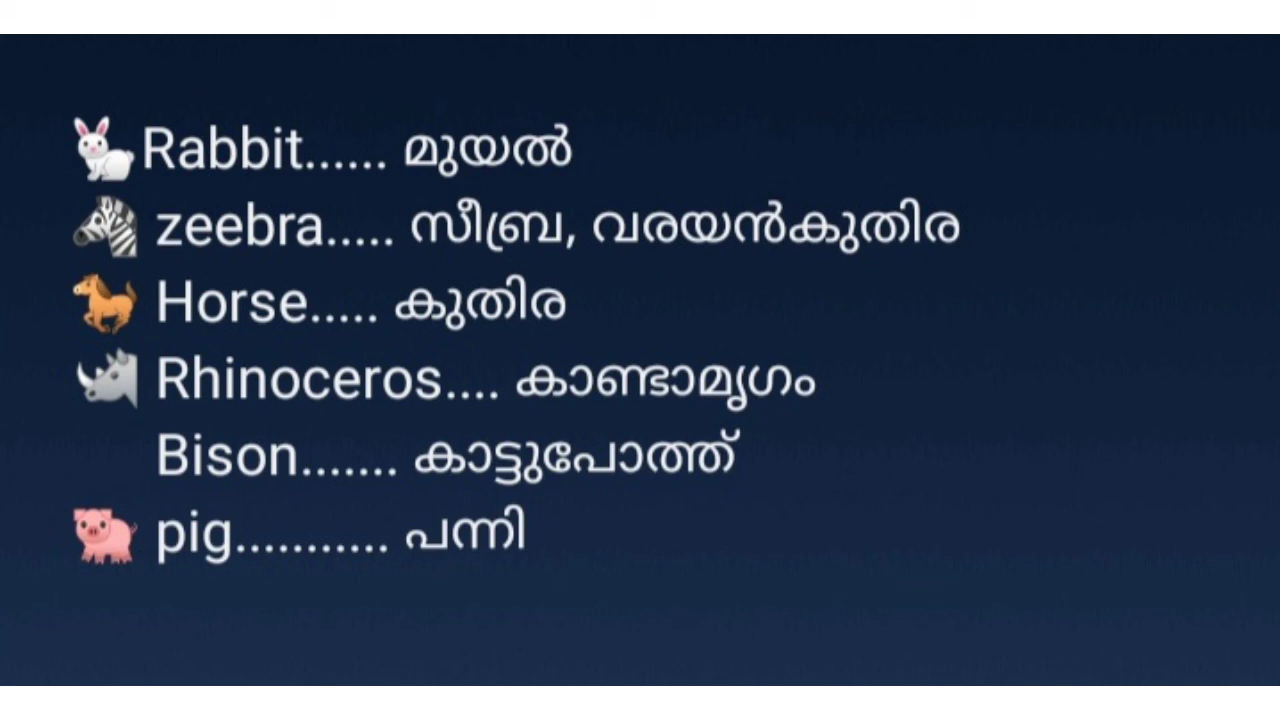 Rabbit...... മുയൽ
zeebra..... സീബ്ര, വരയൻകുതിര
Horse..... കുതിര
Rhinoceros.... കാണ്ടാമൃഗം
Bison....... കാട്ടുപോത്ത്
pig........... പന്നി